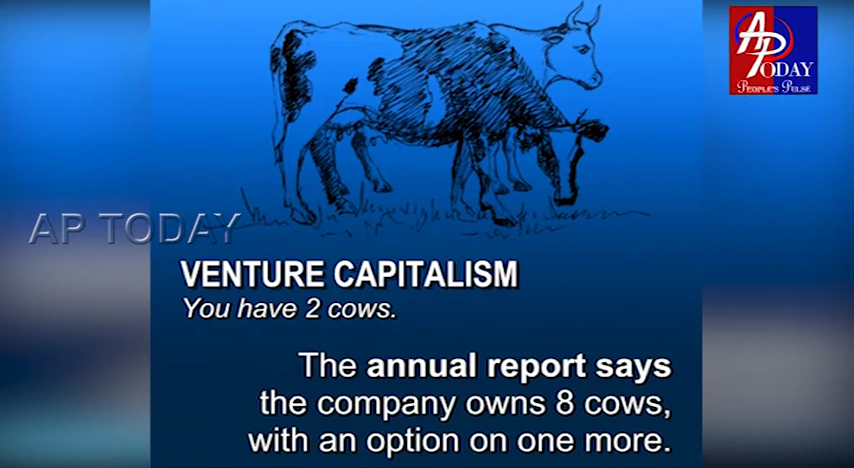 AP
TODAY
PEOPLE'S PULSE
AP TODAY
VENTURE CAPITALISM
You have 2 cows.
The annual report says
the company owns 8 cows,
with an option on one more.